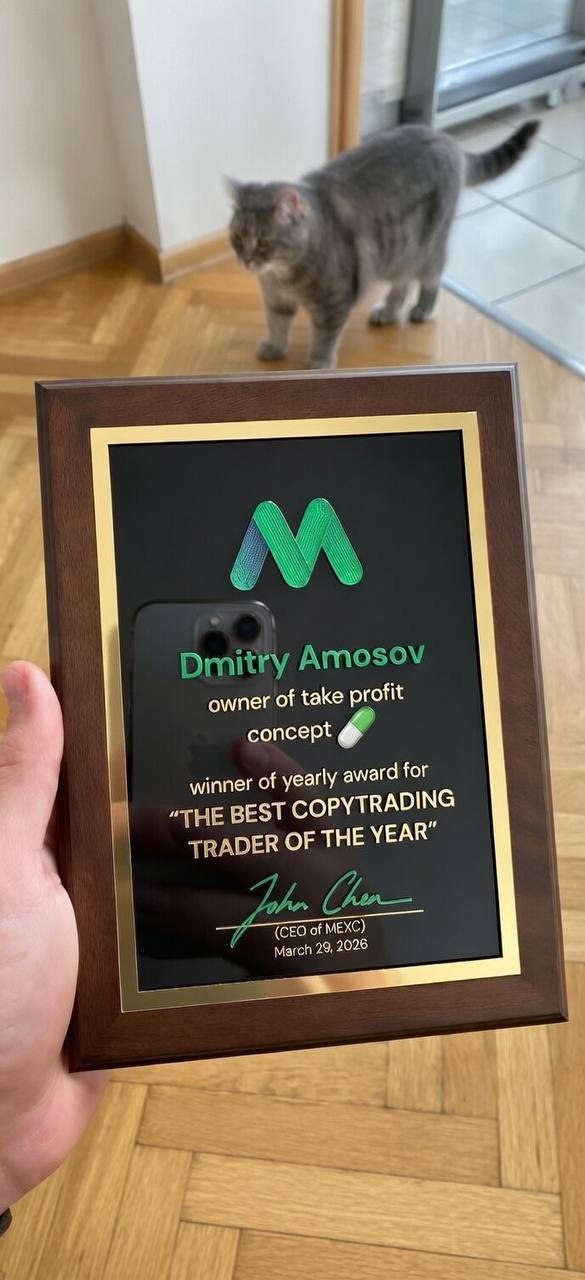 Dmitry Amosov
owner of take profit
concept
winner of yearly award for
“THE BEST COPYTRADING
TRADER OF THE YEAR”
John Chen
(CEO of MEXC)
March 29, 2026